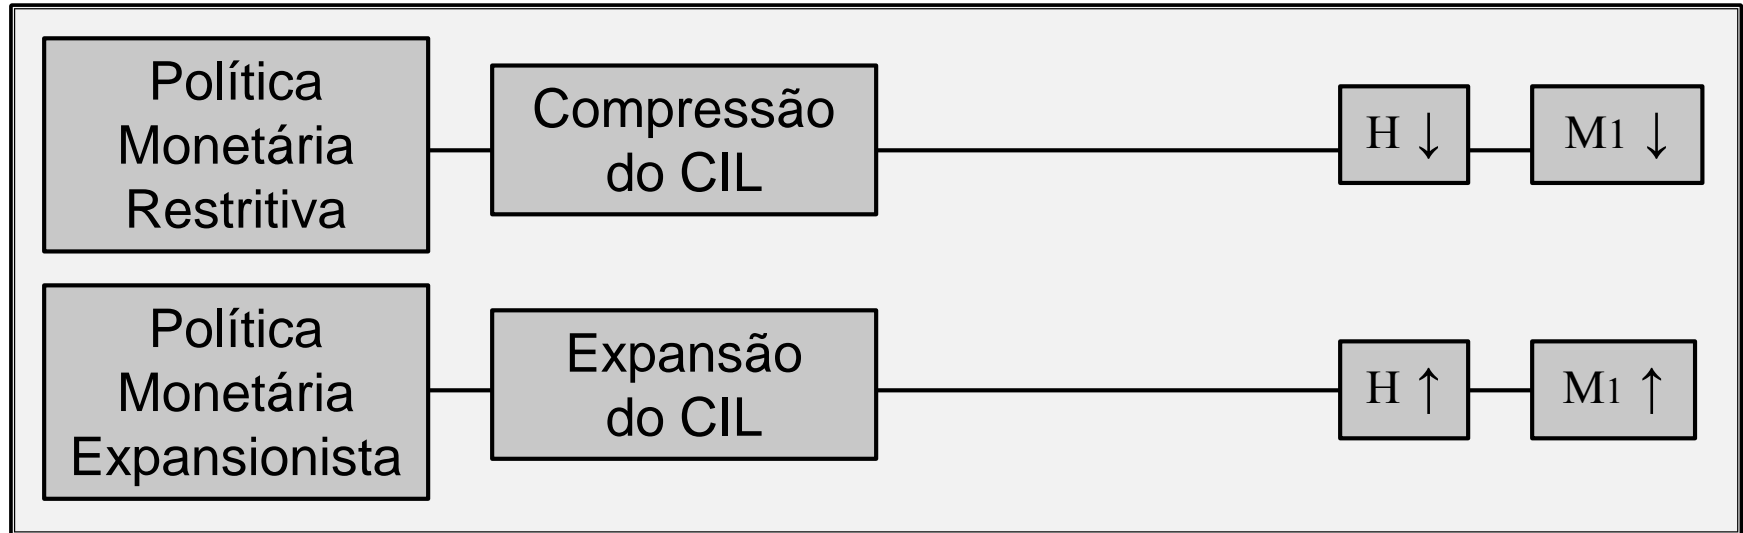 Política
Monetária
Restritiva
Compressão
do CIL
H ↓
M1 ↓
Política
Monetária
Expansionista
Expansão
do CIL
H ↑
M1 ↑